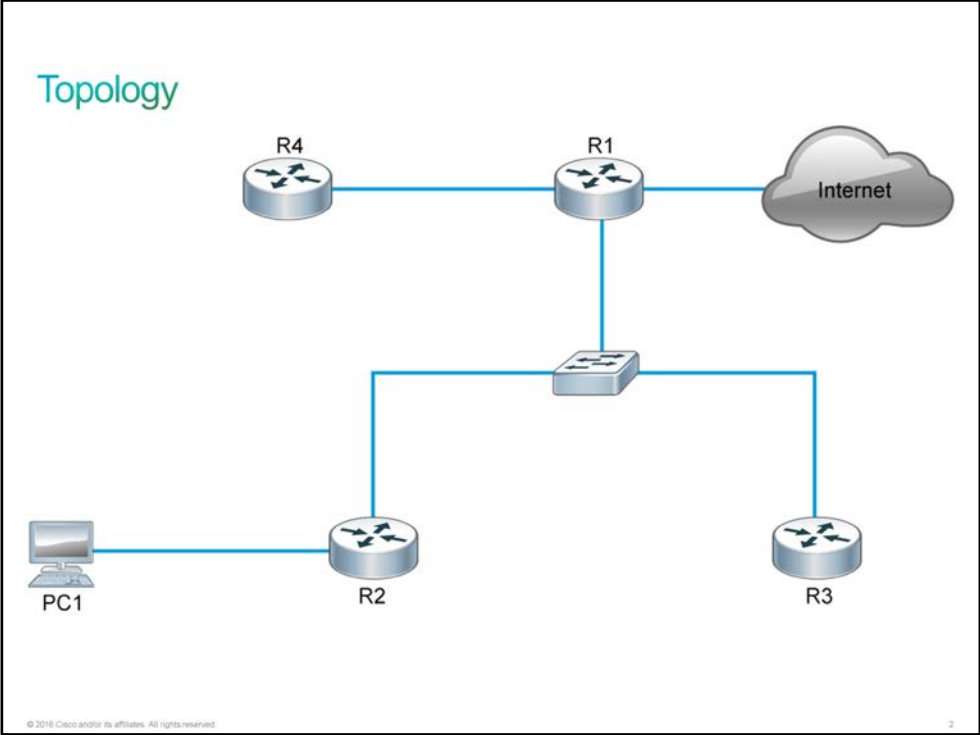 Topology
R4
R1
Internet
PC1
R2
R3
© 2016 Cisco and/or its affiliates. All rights reserved.
2